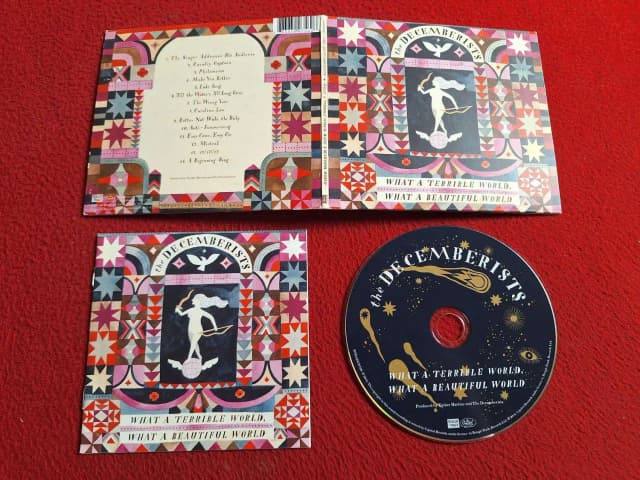 1. The Singer Addresses His Audience
2. Cavalry Captain
3. Philomena
4. Make You Better
5. Lake Song
6. Till the Water's All Long Gone
7. The Wrong Year
8. Carolina Low
9. Better Not Wake the Baby
10. Anti-Summersong
11. Easy Come, Easy Go
12. Mistral
13. 12/17/12
14. A Beginning Song
the DECEMBERISTS
WHAT A TERRIBLE WORLD,
WHAT A BEAUTIFUL WORLD
the DECEMBERISTS
WHAT A TERRIBLE WORLD,
WHAT A BEAUTIFUL WORLD
the DECEMBERISTS
WHAT A TERRIBLE WORLD,
WHAT A BEAUTIFUL WORLD
Produced by Tucker Martine and The Decemberists